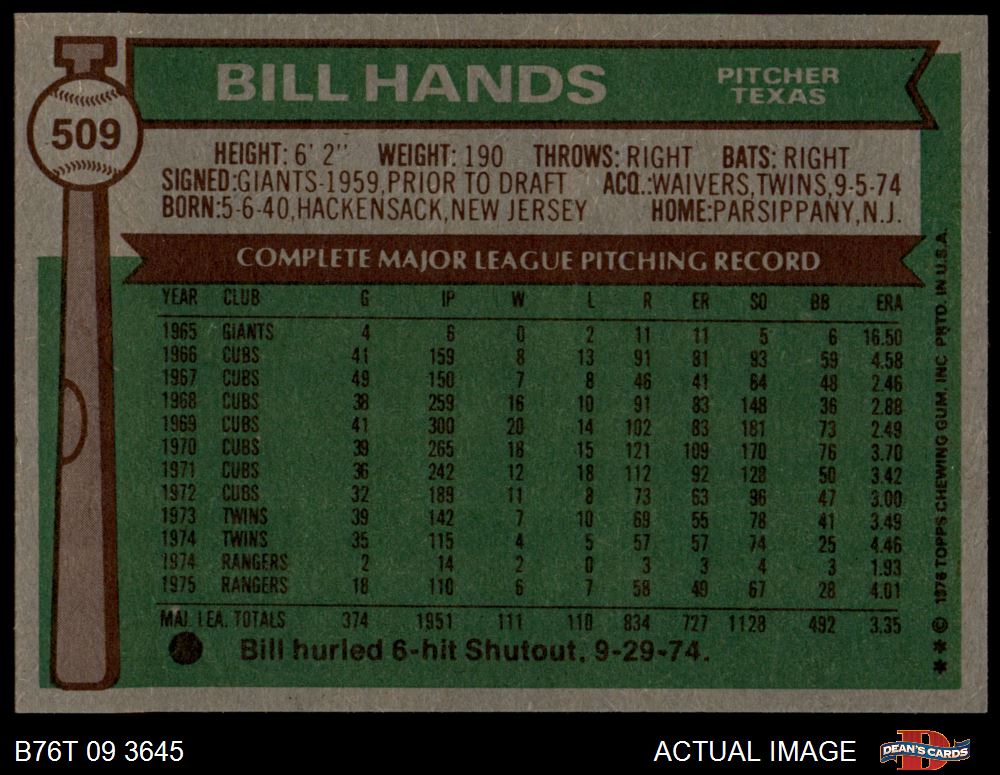 509
BILL HANDS
PITCHER
TEXAS
HEIGHT: 6' 2" WEIGHT: 190 THROWS: RIGHT BATS: RIGHT
SIGNED:GIANTS-1959,PRIOR TO DRAFT ACQ.:WAIVERS,TWINS,9-5-74
BORN:5-6-40,HACKENSACK,NEW JERSEY HOME:PARSIPPANY,N.J.
COMPLETE MAJOR LEAGUE PITCHING RECORD
YEAR CLUB G IP W L R ER SO BB ERA
1965 GIANTS 4 6 0 2 11 11 5 6 16.50
1966 CUBS 41 159 8 13 91 81 93 59 4.58
1967 CUBS 49 150 7 8 46 41 84 48 2.46
1968 CUBS 38 259 16 10 91 83 148 36 2.88
1969 CUBS 41 300 20 14 102 83 181 73 2.49
1970 CUBS 39 265 18 15 121 109 170 76 3.70
1971 CUBS 36 242 12 18 112 92 128 50 3.42
1972 CUBS 32 189 11 8 73 63 96 47 3.00
1973 TWINS 39 142 7 10 69 55 78 41 3.49
1974 TWINS 35 115 4 5 57 57 74 25 4.46
1974 RANGERS 2 14 2 0 3 3 4 3 1.93
1975 RANGERS 18 110 6 7 58 49 67 28 4.01
MAJ. LEA. TOTALS 374 1951 111 110 834 727 1128 492 3.35
Bill hurled 6-hit Shutout, 9-29-74.
**© 1976 TOPPS CHEWING GUM, INC. PRTD. IN U.S.A.
B76T 09 3645
ACTUAL IMAGE
D
DEAN'S CARDS